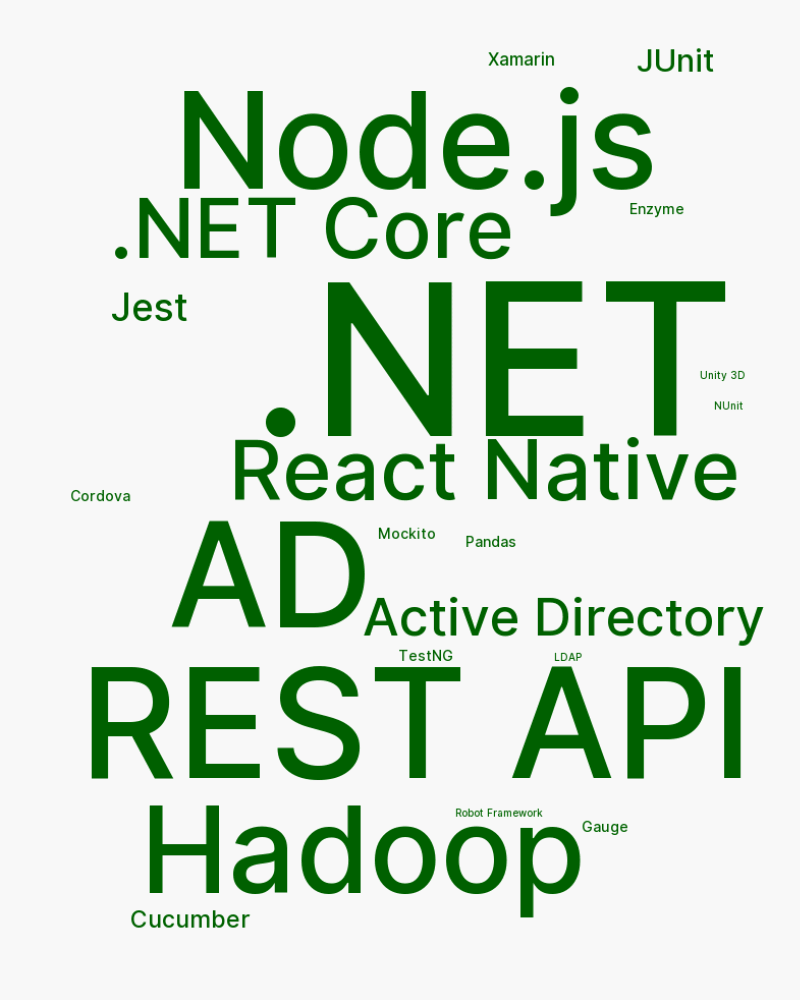 Xamarin
JUnit
Node.js
Enzyme
.NET Core
Jest
.NET
Unity 3D
NUnit
React Native
Cordova
AD
Mockito
Pandas
Active Directory
TestNG
LDAP
REST API
Robot Framework
Gauge
Hadoop
Cucumber